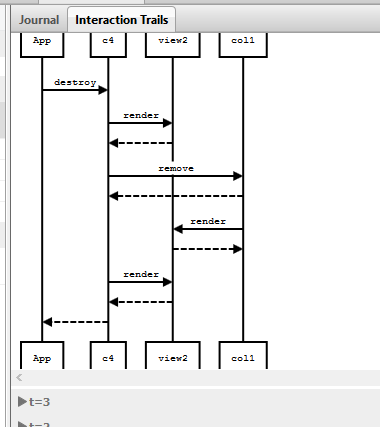 Journal Interaction Trails
App c4 view2 col1
destroy
render
remove
render
render
App c4 view2 col1
t=3
t=2